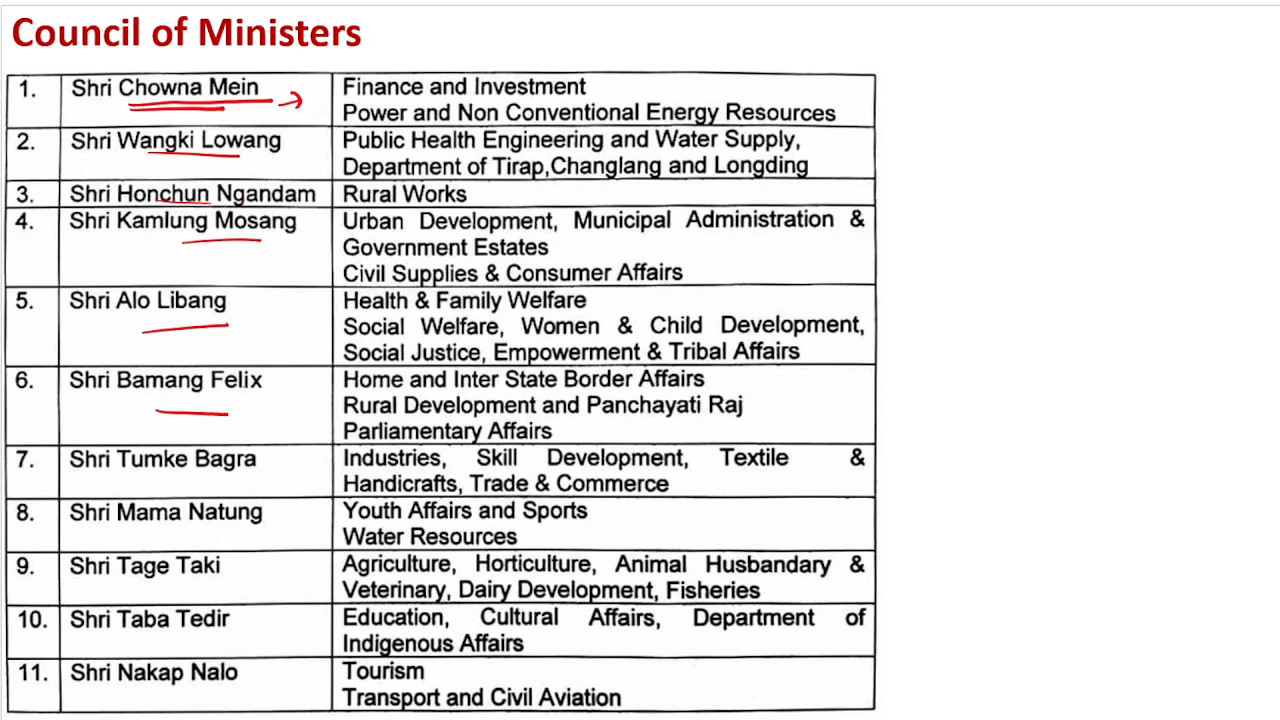 Council of Ministers
1. Shri Chowna Mein Finance and Investment
Power and Non Conventional Energy Resources
2. Shri Wangki Lowang Public Health Engineering and Water Supply,
Department of Tirap,Changlang and Longding
3. Shri Honchun Ngandam Rural Works
4. Shri Kamlung Mosang Urban Development, Municipal Administration &
Government Estates
Civil Supplies & Consumer Affairs
5. Shri Alo Libang Health & Family Welfare
Social Welfare, Women & Child Development,
Social Justice, Empowerment & Tribal Affairs
6. Shri Bamang Felix Home and Inter State Border Affairs
Rural Development and Panchayati Raj
Parliamentary Affairs
7. Shri Tumke Bagra Industries, Skill Development, Textile &
Handicrafts, Trade & Commerce
8. Shri Mama Natung Youth Affairs and Sports
Water Resources
9. Shri Tage Taki Agriculture, Horticulture, Animal Husbandary &
Veterinary, Dairy Development, Fisheries
10. Shri Taba Tedir Education, Cultural Affairs, Department of
Indigenous Affairs
11. Shri Nakap Nalo Tourism
Transport and Civil Aviation